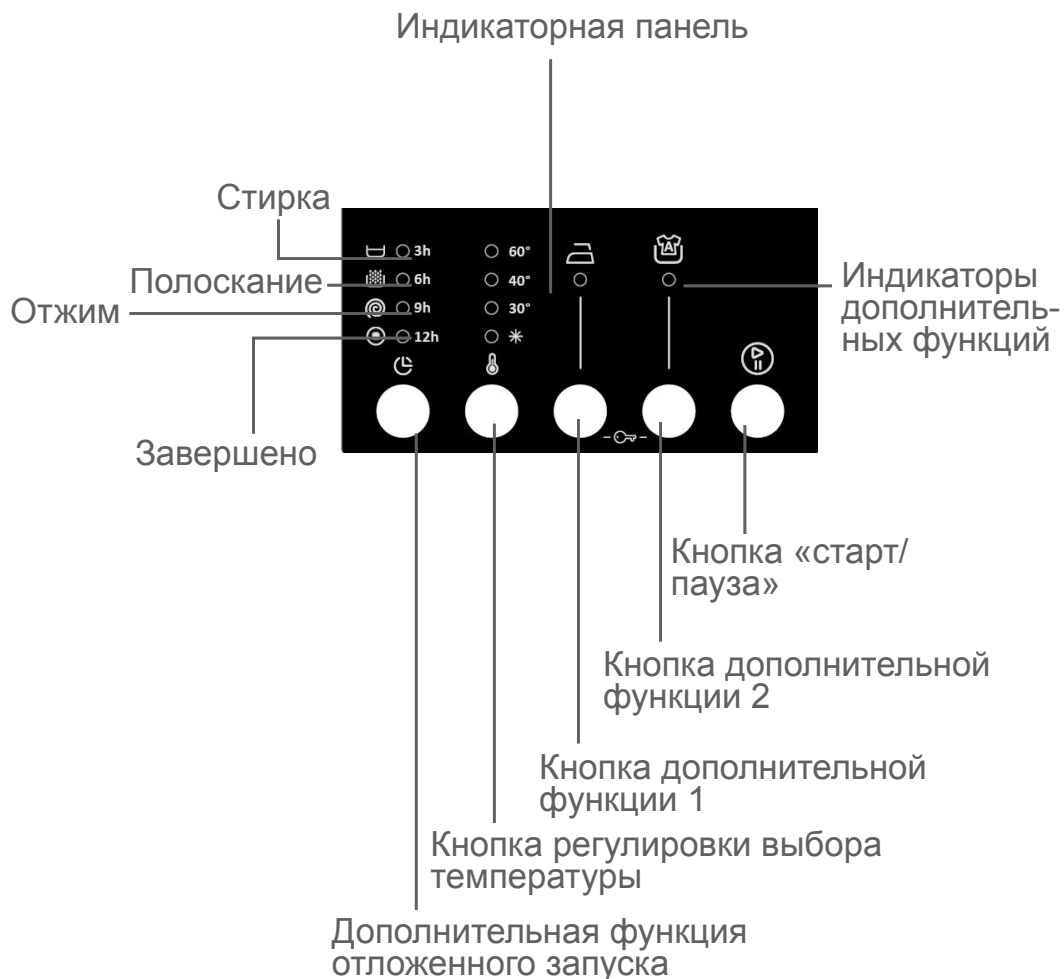 Индикаторная панель
Стирка
Полоскание
Отжим
Завершено
3h
6h
9h
12h
60°
40°
30°
A
Индикаторы
дополнитель-
ных функций
Кнопка «старт/
пауза»
Кнопка дополнительной
функции 2
Кнопка дополнительной
функции 1
Кнопка регулировки выбора
температуры
Дополнительная функция
отложенного запуска